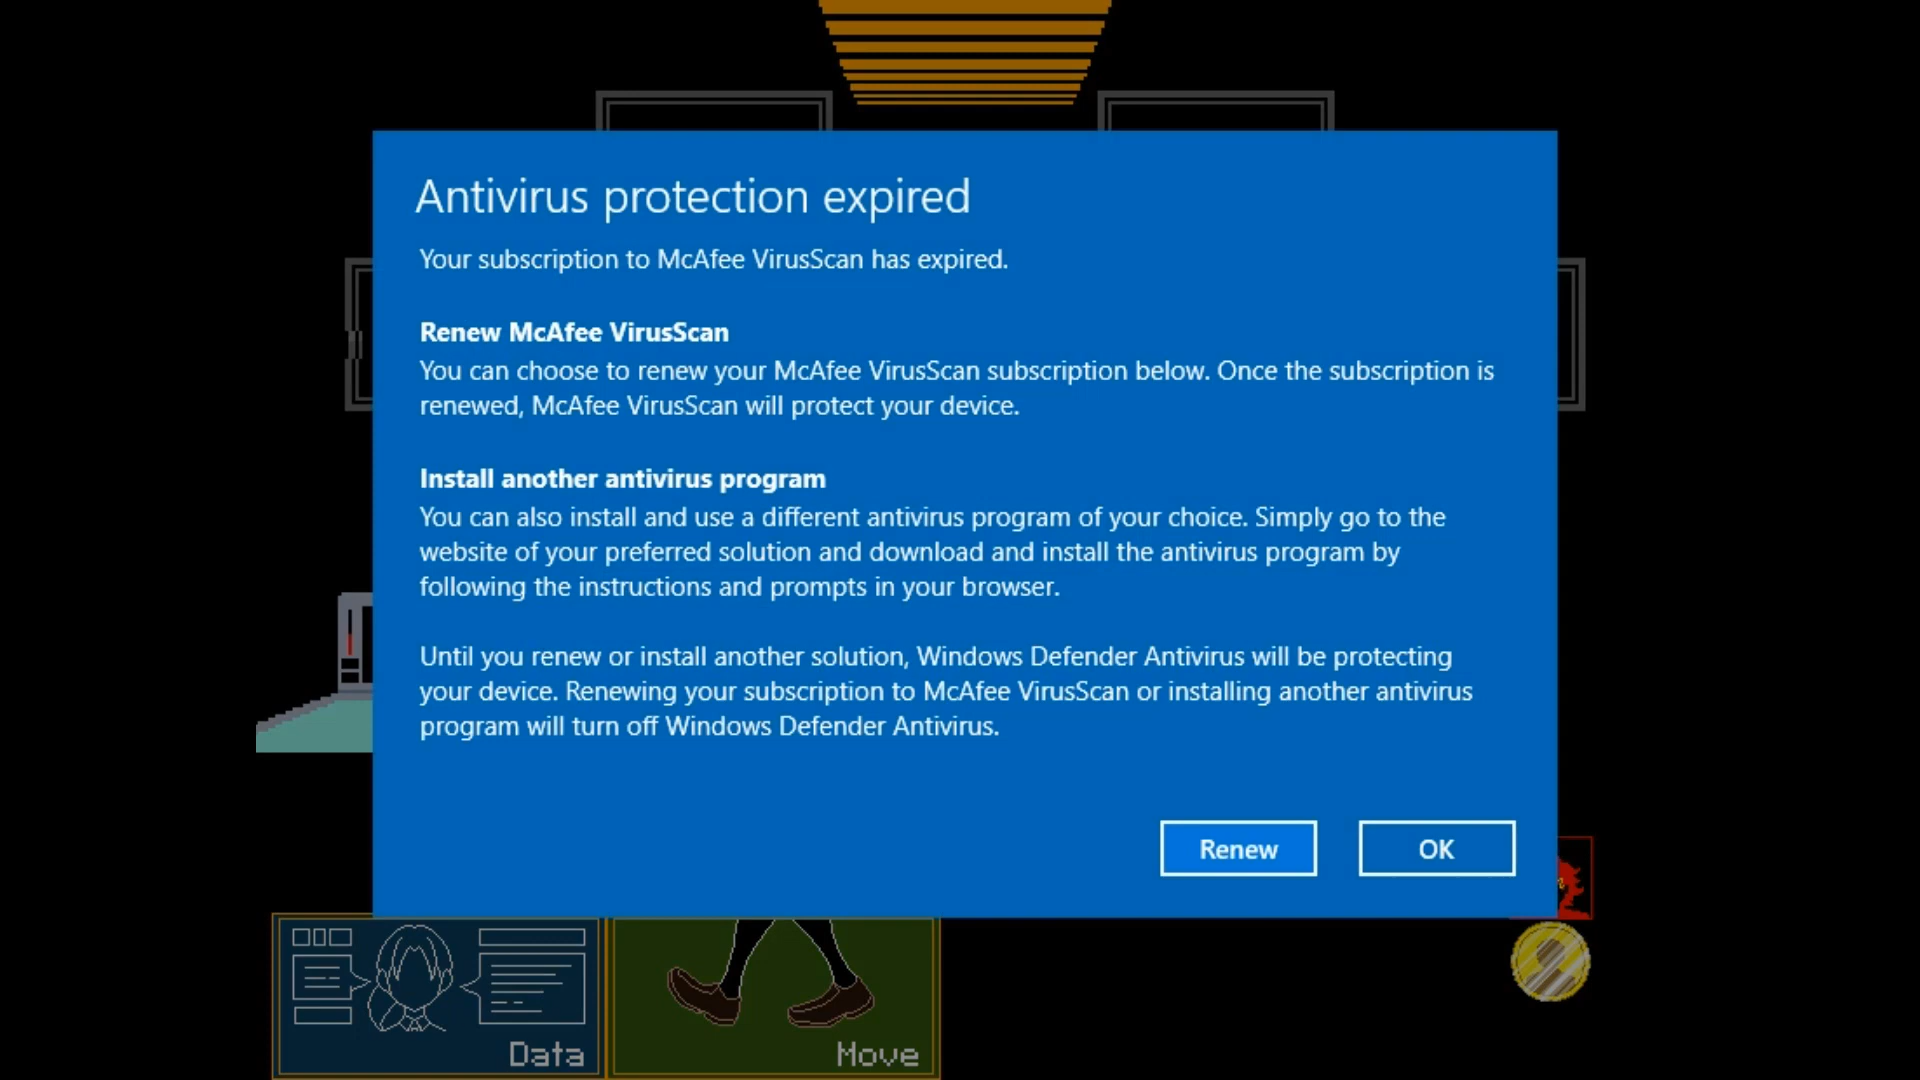 Antivirus protection expired
Your subscription to McAfee VirusScan has expired.
Renew McAfee VirusScan
You can choose to renew your McAfee VirusScan subscription below. Once the subscription is
renewed, McAfee VirusScan will protect your device.
Install another antivirus program
You can also install and use a different antivirus program of your choice. Simply go to the
website of your preferred solution and download and install the antivirus program by
following the instructions and prompts in your browser.
Until you renew or install another solution, Windows Defender Antivirus will be protecting
your device. Renewing your subscription to McAfee VirusScan or installing another antivirus
program will turn off Windows Defender Antivirus.
Renew
OK
Data
Move